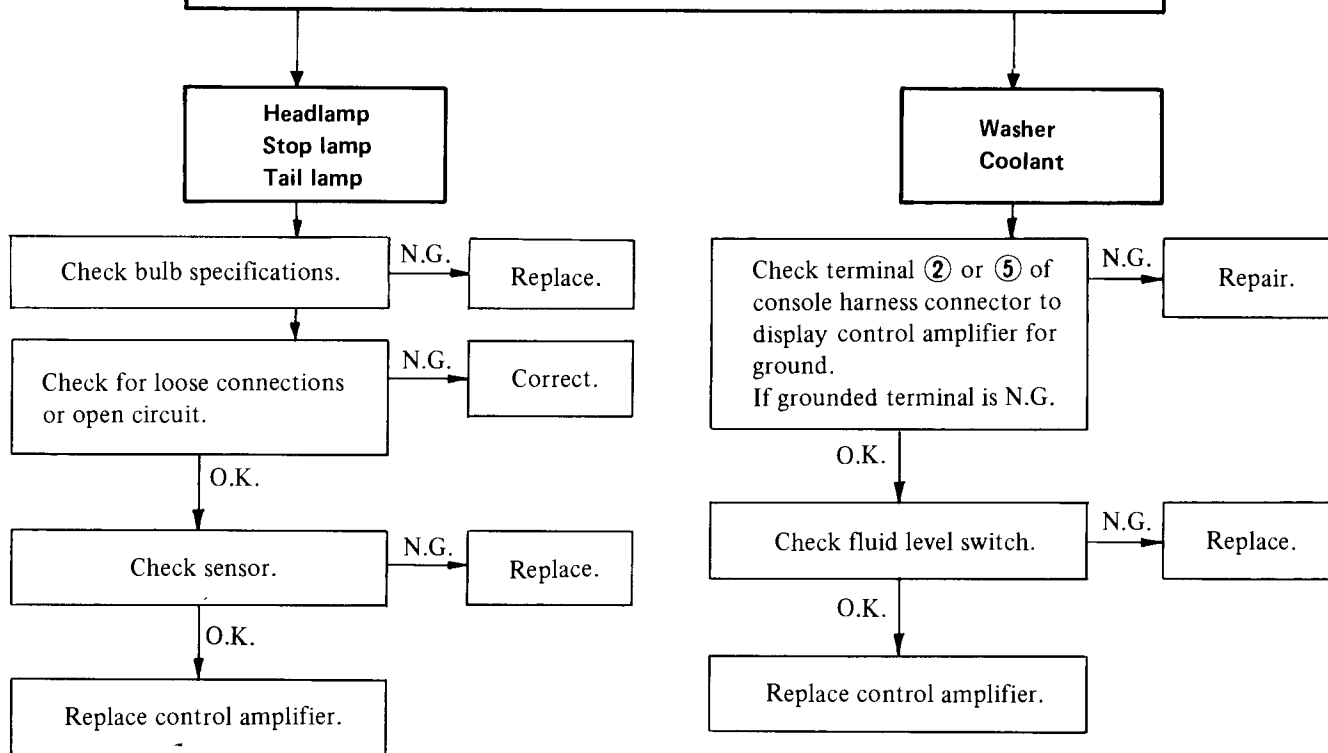 Headlamp
Stop lamp
Tail lamp
Check bulb specifications.
N.G.
Replace.
Check for loose connections
or open circuit.
N.G.
Correct.
O.K.
Check sensor.
N.G.
Replace.
O.K.
Replace control amplifier.
Washer
Coolant
Check terminal ② or ⑤ of
console harness connector to
display control amplifier for
ground.
If grounded terminal is N.G.
N.G.
Repair.
O.K.
Check fluid level switch.
N.G.
Replace.
O.K.
Replace control amplifier.